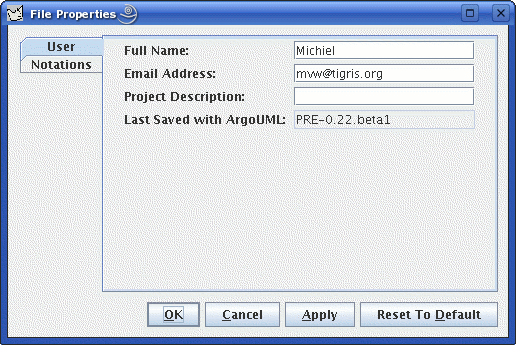 File Properties
User
Notations
Full Name: Michiel
Email Address: mvw@tigris.org
Project Description:
Last Saved with ArgoUML: PRE-0.22.beta1
OK Cancel Apply Reset To Default